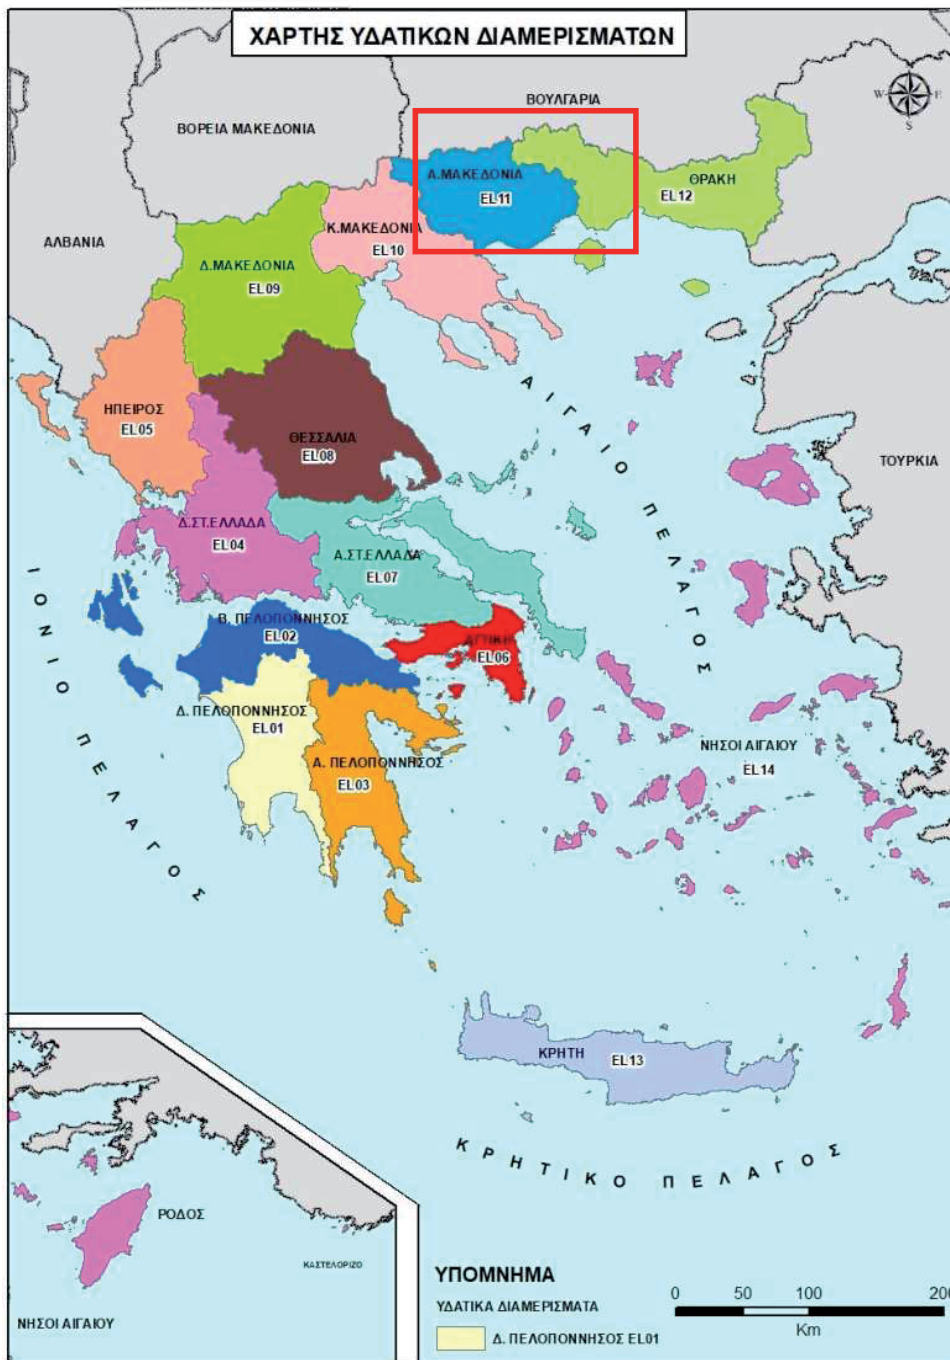 ΧΑΡΤΗΣ ΥΔΑΤΙΚΩΝ ΔΙΑΜΕΡΙΣΜΑΤΩΝ
W E
S
ΒΟΥΛΓΑΡΙΑ
ΒΟΡΕΙΑ ΜΑΚΕΔΟΝΙΑ
ΑΛΒΑΝΙΑ
Α.ΜΑΚΕΔΟΝΙΑ
EL11
ΘΡΑΚΗ
EL12
Κ.ΜΑΚΕΔΟΝΙΑ
EL10
Δ.ΜΑΚΕΔΟΝΙΑ
EL09
ΗΠΕΙΡΟΣ
EL05
ΘΕΣΣΑΛΙΑ
EL08
ΑΙΓΑΙΟ ΠΕΛΑΓΟΣ
ΤΟΥΡΚΙΑ
Δ.ΣΤ.ΕΛΛΑΔΑ
EL04
Α.ΣΤ.ΕΛΛΑΔΑ
EL07
ΙΟΝΙΟ ΠΕΛΑΓΟΣ
Β. ΠΕΛΟΠΟΝΝΗΣΟΣ
EL02
ΑΤΤΙΚΗ
EL06
Δ. ΠΕΛΟΠΟΝΝΗΣΟΣ
EL01
Α. ΠΕΛΟΠΟΝΝΗΣΟΣ
EL03
ΝΗΣΟΙ ΑΙΓΑΙΟΥ
EL14
ΚΡΗΤΗ
EL13
ΚΡΗΤΙΚΟ ΠΕΛΑΓΟΣ
ΡΟΔΟΣ
ΚΑΣΤΕΛΟΡΙΖΟ
ΝΗΣΟΙ ΑΙΓΑΙΟΥ
ΥΠΟΜΝΗΜΑ
ΥΔΑΤΙΚΑ ΔΙΑΜΕΡΙΣΜΑΤΑ
Δ. ΠΕΛΟΠΟΝΝΗΣΟΣ EL01
0 50 100 200
Km